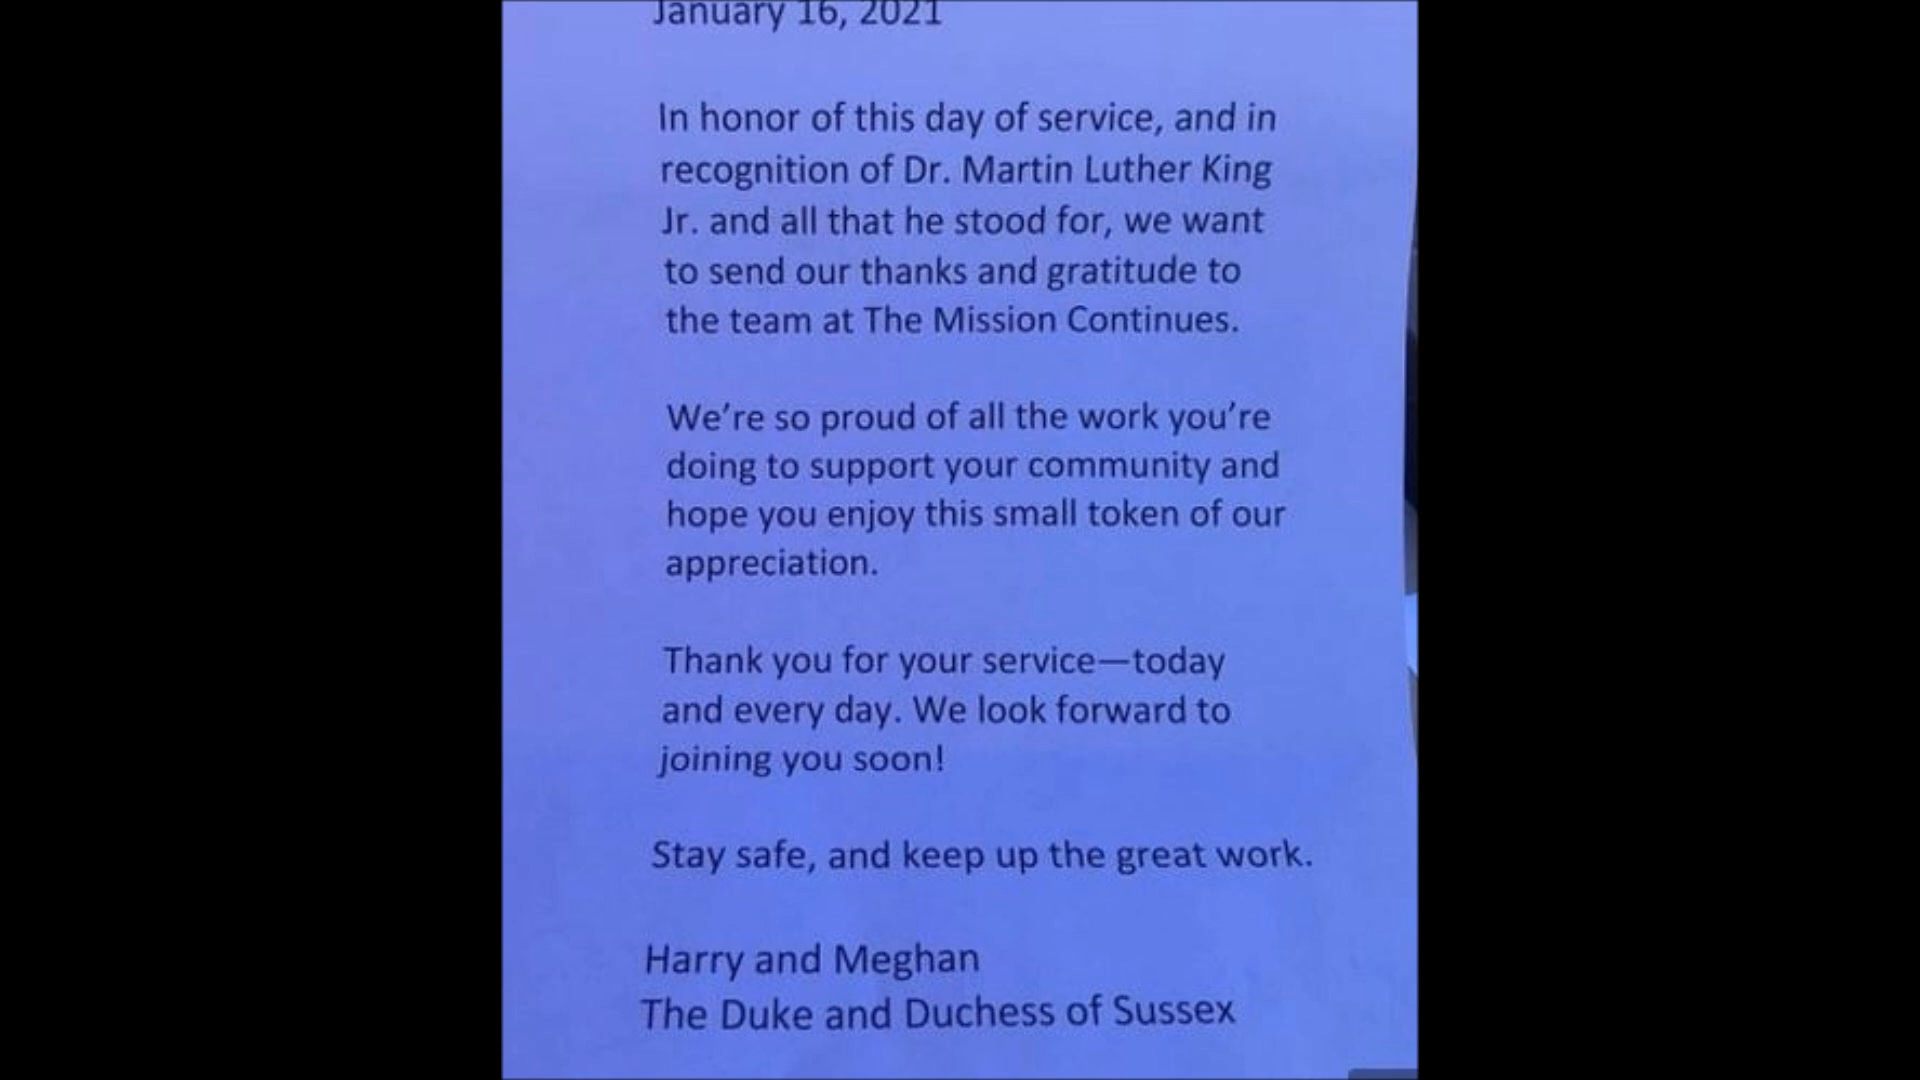 January 16, 2021
In honor of this day of service, and in
recognition of Dr. Martin Luther King
Jr. and all that he stood for, we want
to send our thanks and gratitude to
the team at The Mission Continues.
We’re so proud of all the work you’re
doing to support your community and
hope you enjoy this small token of our
appreciation.
Thank you for your service—today
and every day. We look forward to
joining you soon!
Stay safe, and keep up the great work.
Harry and Meghan
The Duke and Duchess of Sussex